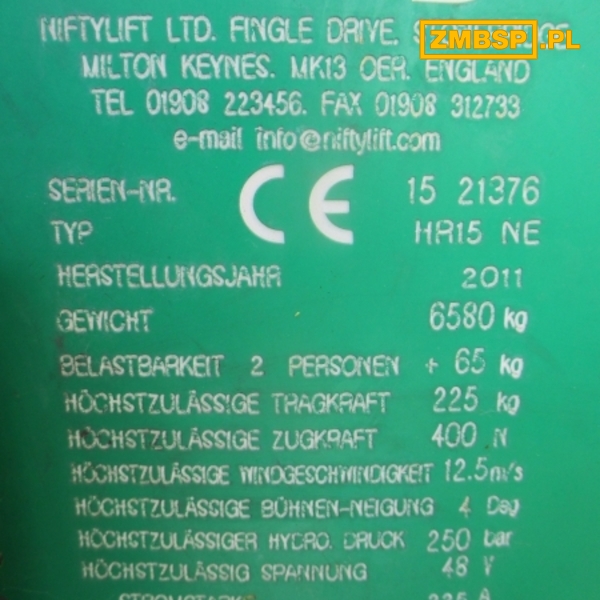 ZMBSP.PL
NIFTYLIFT LTD. FINGLE DRIVE.
MILTON KEYNES. MK13 OER. ENGLAND
TEL 01908 223456. FAX 01908 312733
e-mail info@niftylift.com
SERIEN-NR. CE 15 21376
TYP HR15 NE
HERSTELLUNGSJAHR 2011
GEWICHT 6580 kg
BELASTBARKEIT 2 PERSONEN + 65 kg
HÖCHSTZULÄSSIGE TRAGKRAFT 225 kg
HÖCHSTZULÄSSIGE ZUGKRAFT 400 N
HÖCHSTZULÄSSIGE WINDGESCHWINDIGKEIT 12.5m/s
HÖCHSTZULÄSSIGE BÜHNEN-NEIGUNG 4 Deg
HÖCHSTZULÄSSIGER HYDRO. DRUCK 250 bar
HÖCHSTZULÄSSIG SPANNUNG 48 V